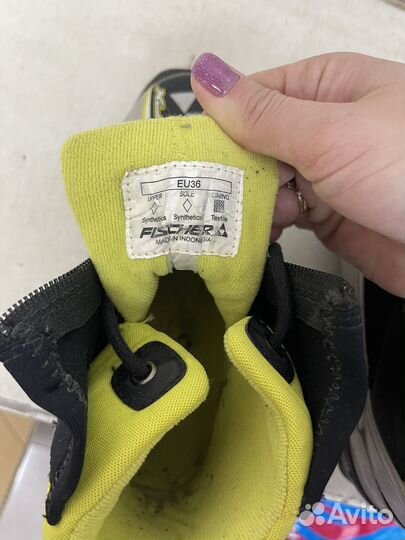 EU36
UPPER SOLE LINING
Synthetics Synthetics Textile
FISCHER
MADE IN INDONESIA
Avito